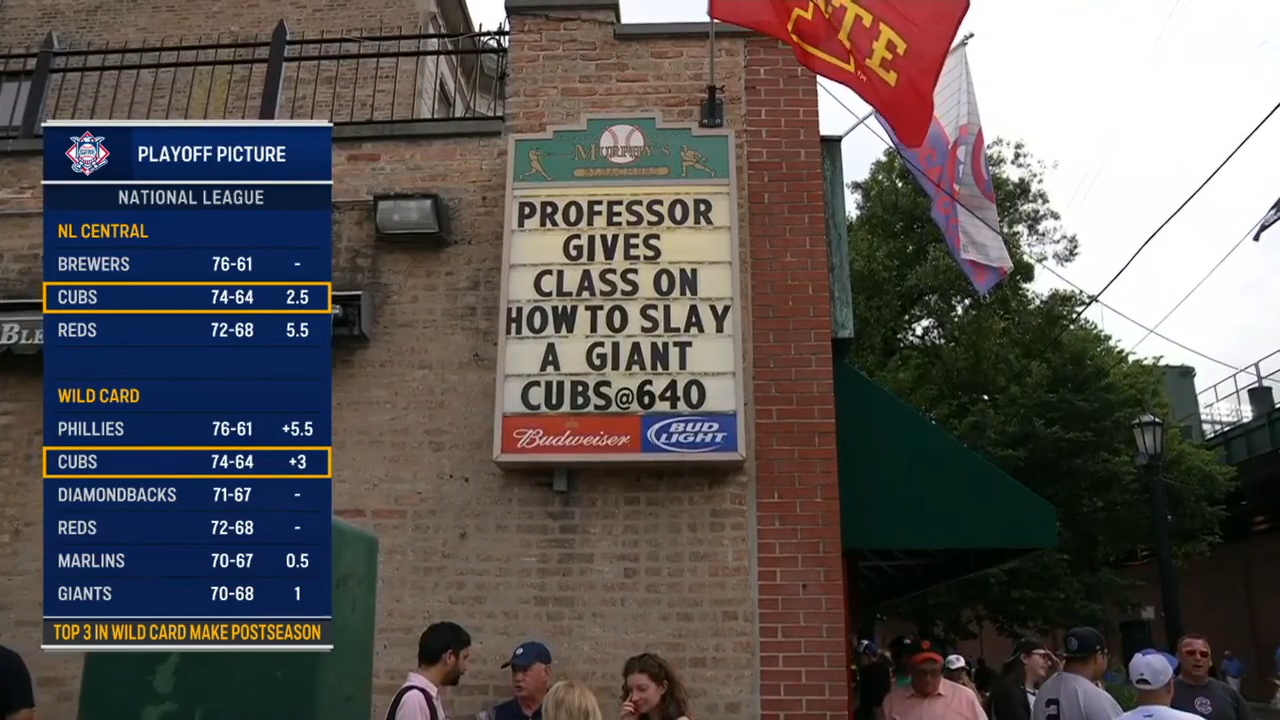 PLAYOFF PICTURE
NATIONAL LEAGUE
NL CENTRAL
BREWERS 76-61 -
CUBS 74-64 2.5
REDS 72-68 5.5
WILD CARD
PHILLIES 76-61 +5.5
CUBS 74-64 +3
DIAMONDBACKS 71-67 -
REDS 72-68 -
MARLINS 70-67 0.5
GIANTS 70-68 1
TOP 3 IN WILD CARD MAKE POSTSEASON
MURPHY'S
BLEACHERS
PROFESSOR
GIVES
CLASS ON
HOW TO SLAY
A GIANT
CUBS@640
Budweiser
BUD LIGHT
BLE
TE